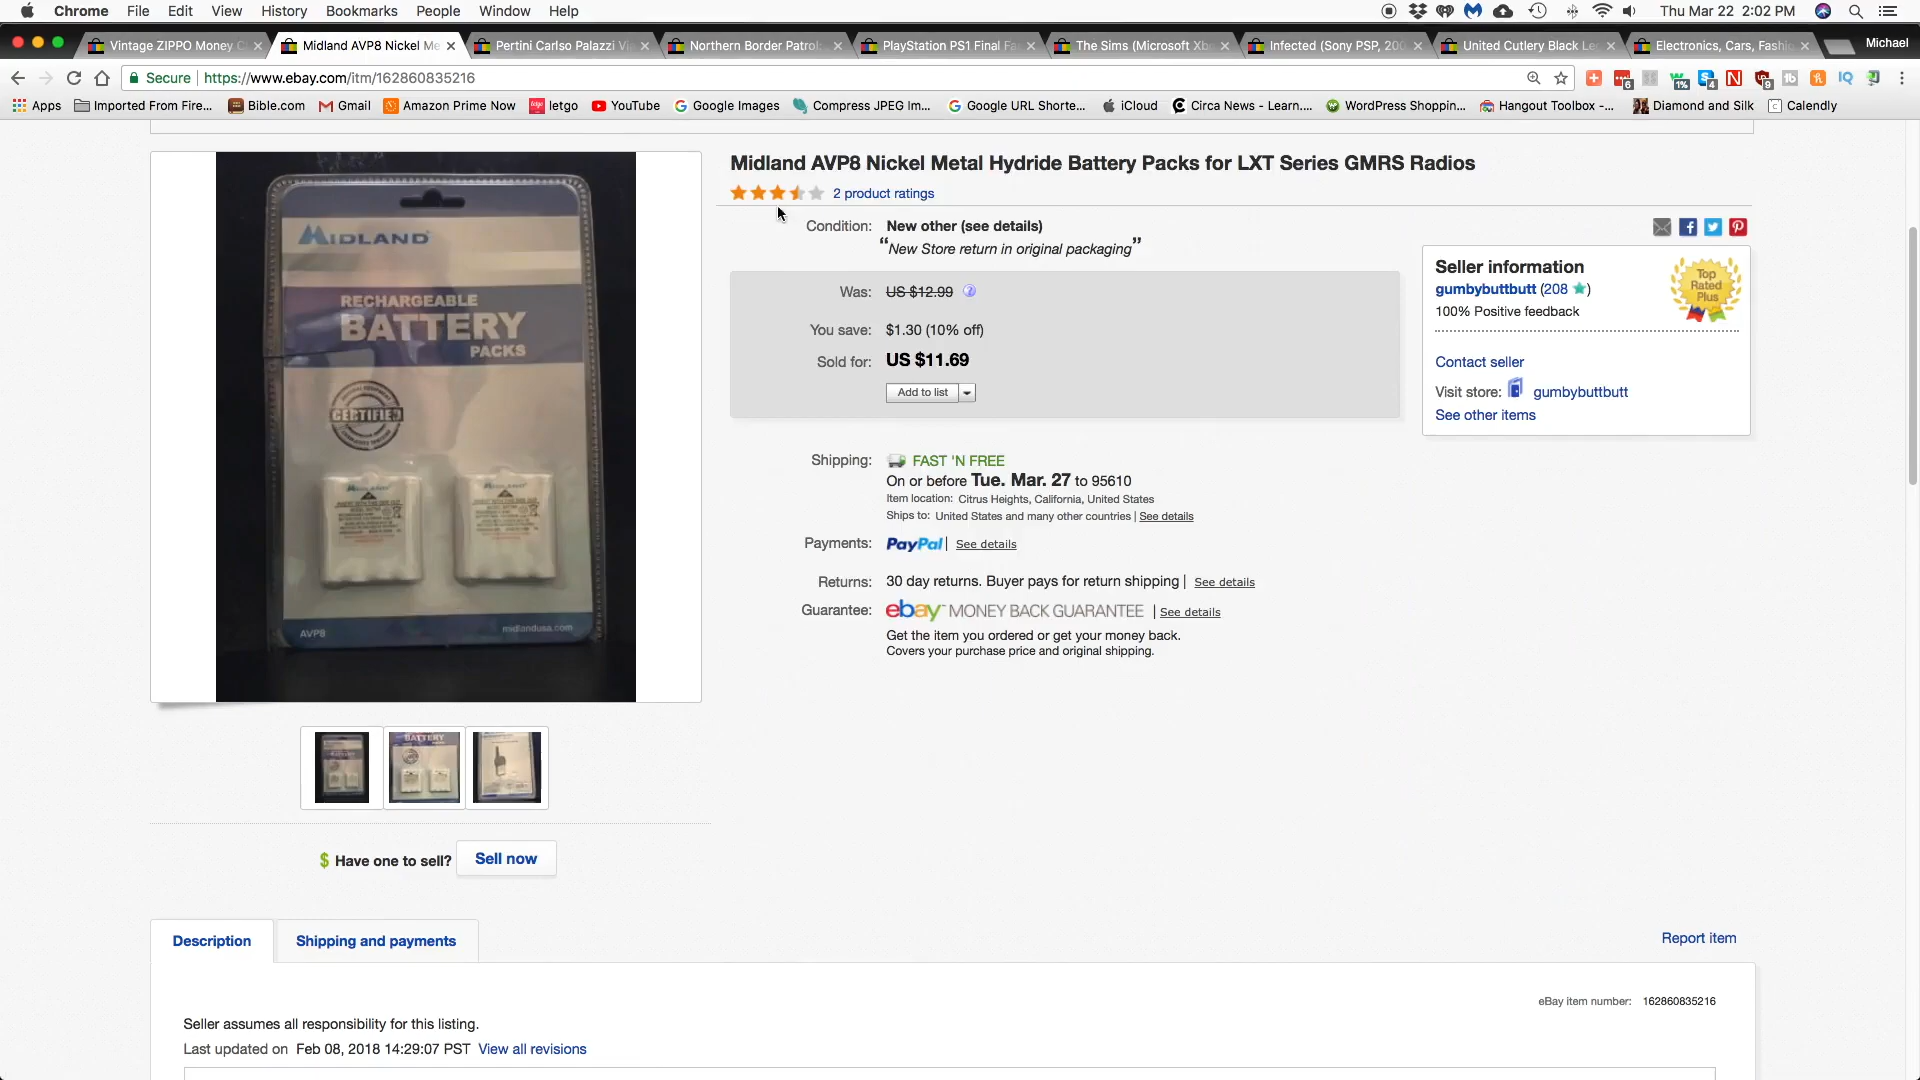 Chrome File Edit View History Bookmarks People Window Help Thu Mar 22 2:02 PM
Vintage ZIPPO Money C Midland AVP8 Nickel Me Pertini Carlso Palazzi Vi Northern Border Patrol PlayStation PS1 Final Fa The Sims (Microsoft Xb Infected (Sony PSP, 200 United Cutlery Black Le Electronics, Cars, Fashi Michael
Secure https://www.ebay.com/itm/162860835216
Apps Imported From Fire... Bible.com Gmail Amazon Prime Now letgo YouTube Google Images Compress JPEG Im... Google URL Shorte... iCloud Circa News - Learn.... WordPress Shoppin... Hangout Toolbox -... Diamond and Silk Calendly
Midland AVP8 Nickel Metal Hydride Battery Packs for LXT Series GMRS Radios
2 product ratings
Condition: New other (see details)
"New Store return in original packaging"
Was: US $12.99
You save: $1.30 (10% off)
Sold for: US $11.69
Add to list
Shipping: FAST 'N FREE
On or before Tue. Mar. 27 to 95610
Item location: Citrus Heights, California, United States
Ships to: United States and many other countries | See details
Payments: PayPal | See details
Returns: 30 day returns. Buyer pays for return shipping | See details
Guarantee: ebay MONEY BACK GUARANTEE | See details
Get the item you ordered or get your money back.
Covers your purchase price and original shipping.
Seller information
gumbybuttbutt (208)
100% Positive feedback
Top
Rated
Plus
Contact seller
Visit store: gumbybuttbutt
See other items
MIDLAND
RECHARGEABLE
BATTERY
PACKS
CERTIFIED
MIDLAND MIDLAND
AVP8 midlandusa.com
BATTERY
$ Have one to sell? Sell now
Description Shipping and payments Report item
eBay item number: 162860835216
Seller assumes all responsibility for this listing.
Last updated on Feb 08, 2018 14:29:07 PST View all revisions